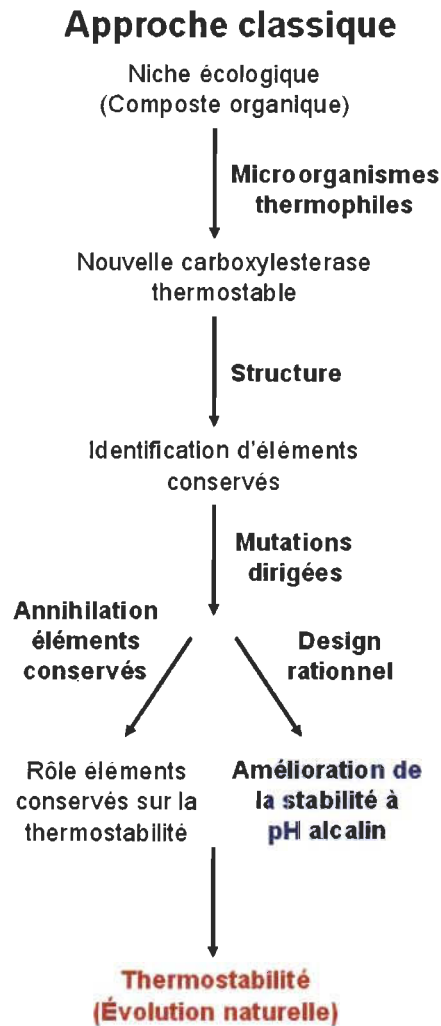 Approche classique
Niche écologique
(Composte organique)
Microorganismes
thermophiles
Nouvelle carboxylesterase
thermostable
Structure
Identification d'éléments
conservés
Mutations
dirigées
Annihilation
éléments
conservés
Design
rationnel
Rôle éléments
conservés sur la
thermostabilité
Amélioration de
la stabilité à
pH alcalin
Thermostabilité
(Évolution naturelle)